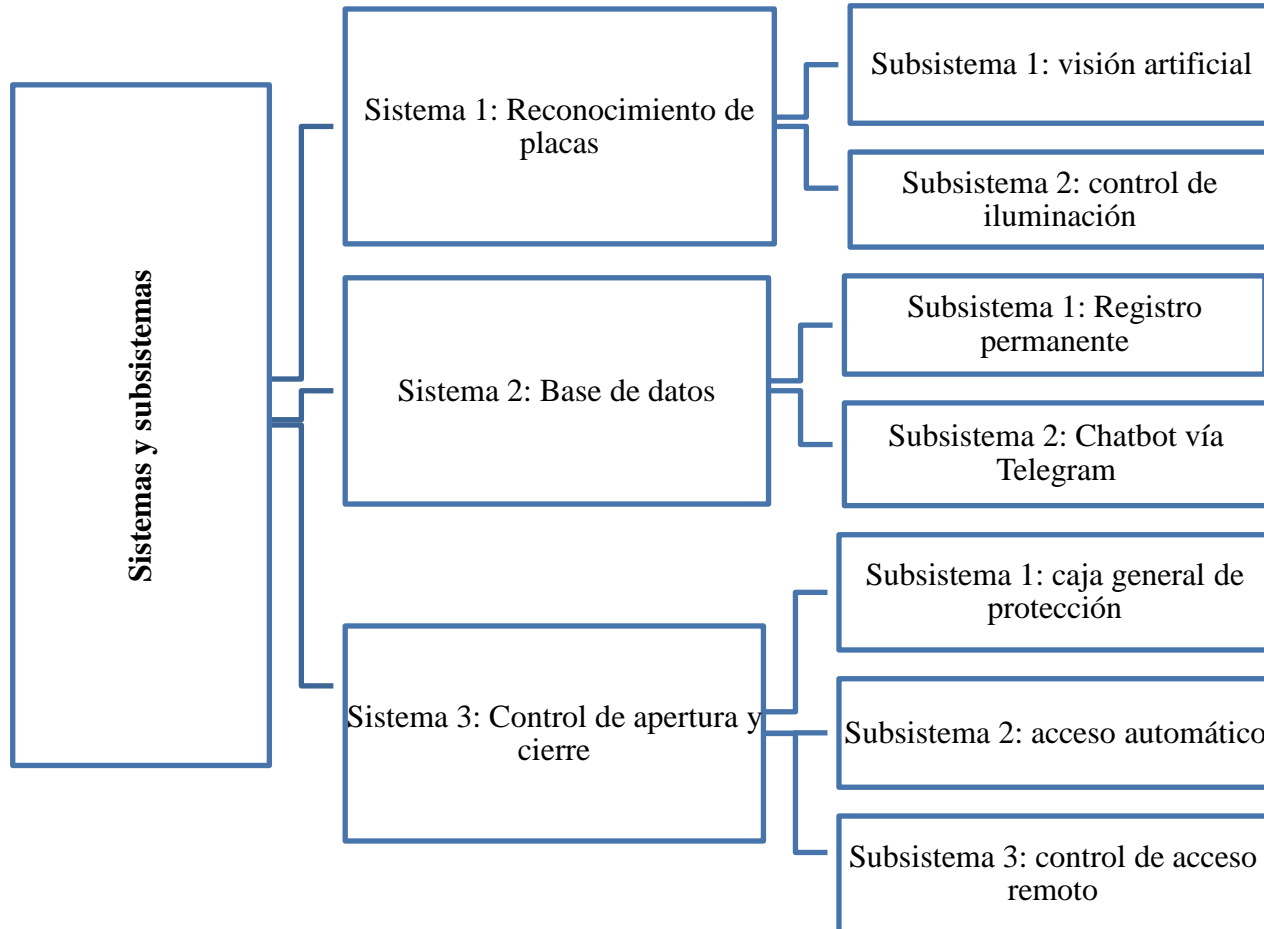 Sistemas y subsistemas
Sistema 1: Reconocimiento de
placas
Subsistema 1: visión artificial
Subsistema 2: control de
iluminación
Sistema 2: Base de datos
Subsistema 1: Registro
permanente
Subsistema 2: Chatbot vía
Telegram
Sistema 3: Control de apertura y
cierre
Subsistema 1: caja general de
protección
Subsistema 2: acceso automático
Subsistema 3: control de acceso
remoto